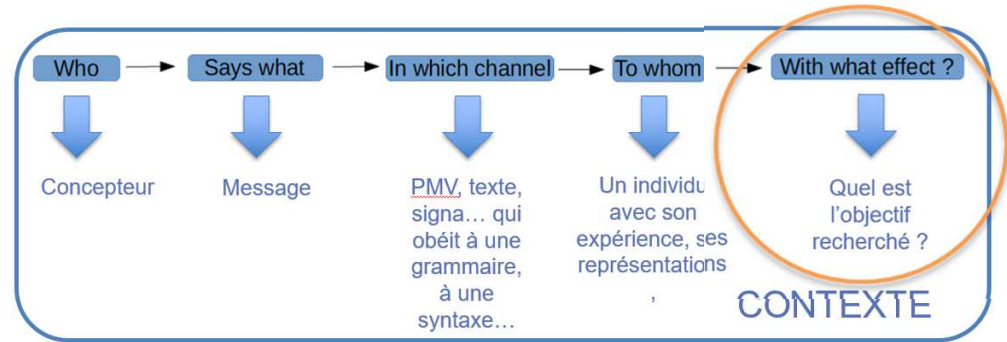 Who
Says what
In which channel
To whom
With what effect ?
Concepteur
Message
PMV, texte,
signa… qui
obéit à une
grammaire,
à une
syntaxe…
Un individu
avec son
expérience, ses
représentations
,
Quel est
l'objectif
recherché ?
CONTEXTE